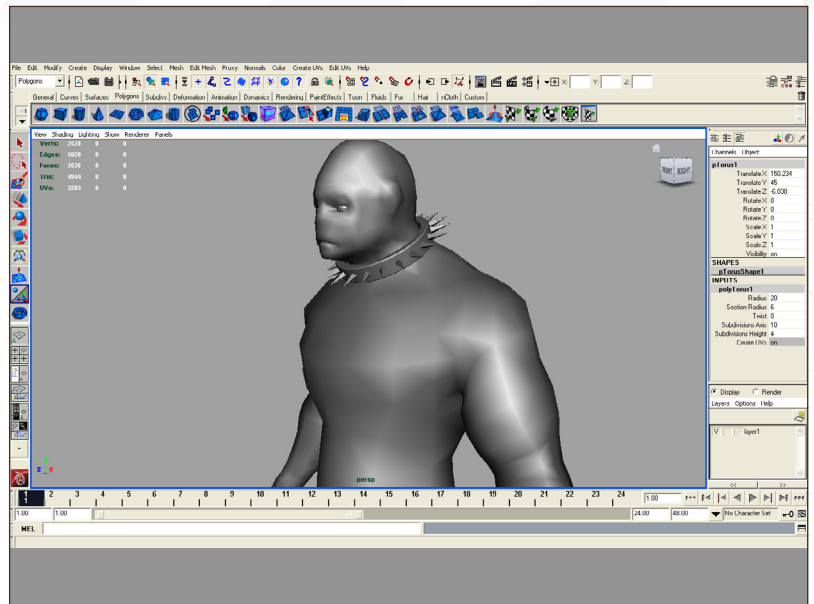 File Edit Modify Create Display Window Select Mesh Edit Mesh Proxy Normals Color Create UVs Edit UVs Help
Polygons X: Y: Z:
General Curves Surfaces Polygons Subdivs Deformation Animation Dynamics Rendering PaintEffects Toon Fluids Fur Hair nCloth Custom
View Shading Lighting Show Renderer Panels
Verts: 2528 0 0
Edges: 5020 0 0
Faces: 2526 0 0
Tris: 4944 0 0
UVs: 3203 0 0
FRONT RIGHT
persp
y
z x
Channels Object
pTorus1
Translate X 150.234
Translate Y 45
Translate Z -6.030
Rotate X 0
Rotate Y 0
Rotate Z 0
Scale X 1
Scale Y 1
Scale Z 1
Visibility on
SHAPES
pTorusShape1
INPUTS
polyTorus1
Radius 20
Section Radius 6
Twist 0
Subdivisions Axis 10
Subdivisions Height 4
Create UVs on
Display Render
Layers Options Help
V layer1
1 2 3 4 5 6 7 8 9 10 11 12 13 14 15 16 17 18 19 20 21 22 23 24 1.00
1
1.00 1.00 24.00 48.00 No Character Set
MEL